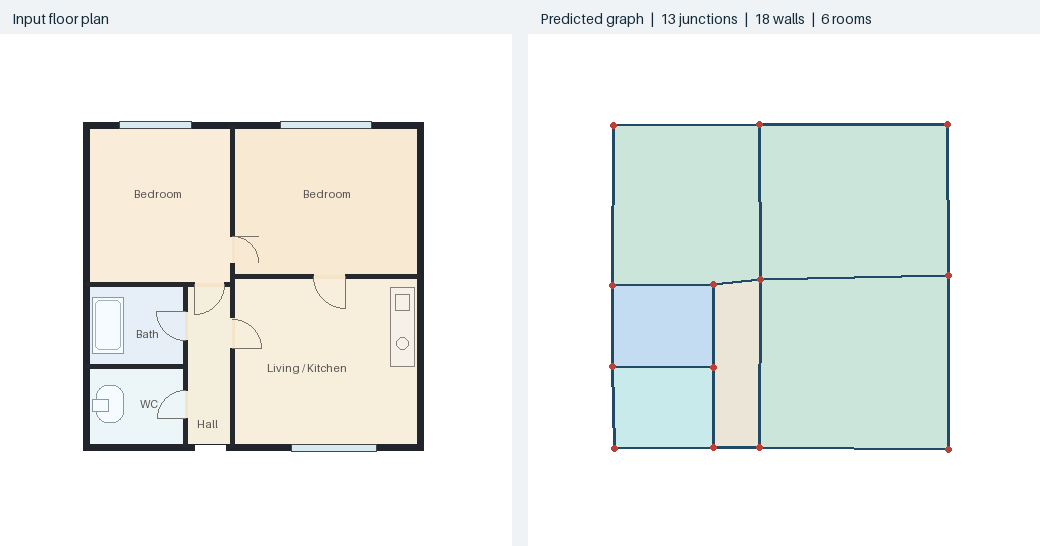 Input floor plan
Predicted graph | 13 junctions | 18 walls | 6 rooms
Bedroom
Bedroom
Bath
Living / Kitchen
WC
Hall